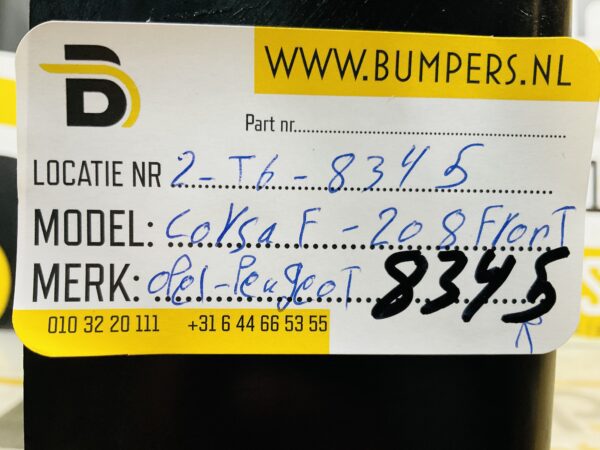 WWW.BUMPERS.NL
Part nr.
LOCATIE NR 2-T6-8345
MODEL: Corsa F - 208 Front
MERK: Opel-Peugeot 8345
010 32 20 111 +31 6 44 66 53 55